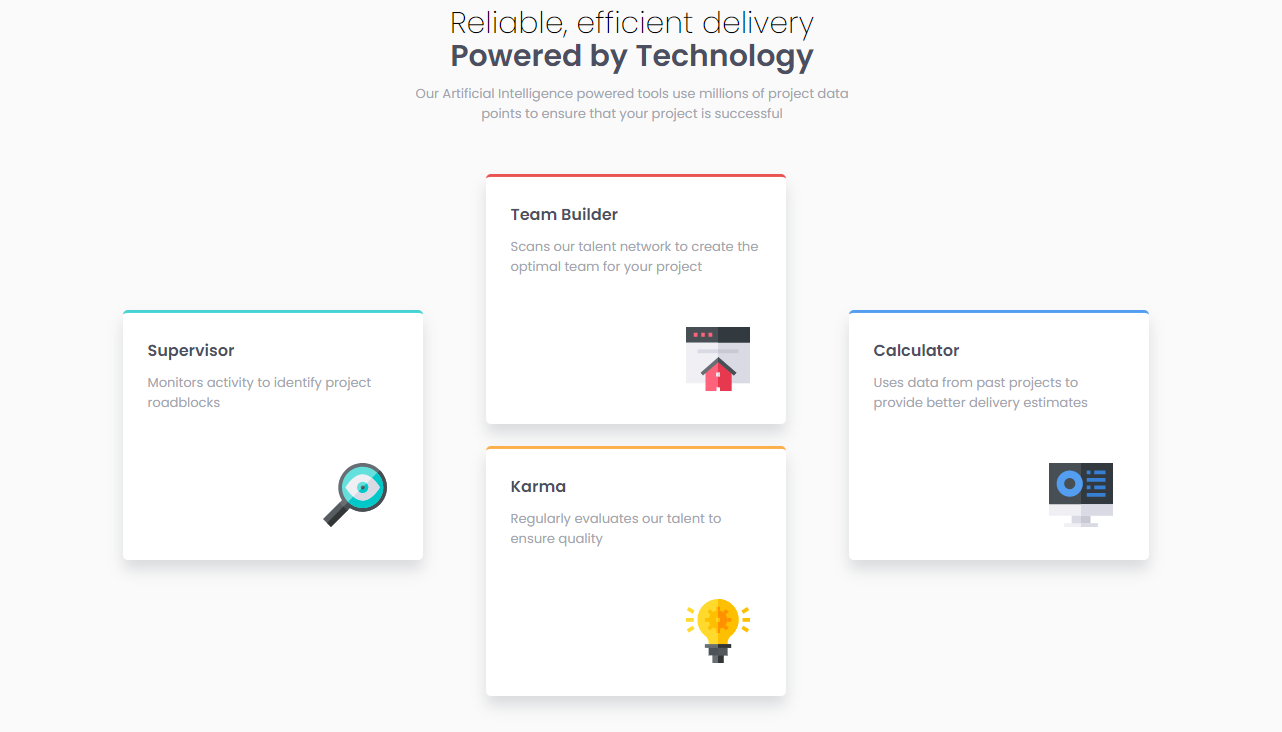 Reliable, efficient delivery
Powered by Technology
Our Artificial Intelligence powered tools use millions of project data
points to ensure that your project is successful
Supervisor
Monitors activity to identify project
roadblocks
Team Builder
Scans our talent network to create the
optimal team for your project
Karma
Regularly evaluates our talent to
ensure quality
Calculator
Uses data from past projects to
provide better delivery estimates